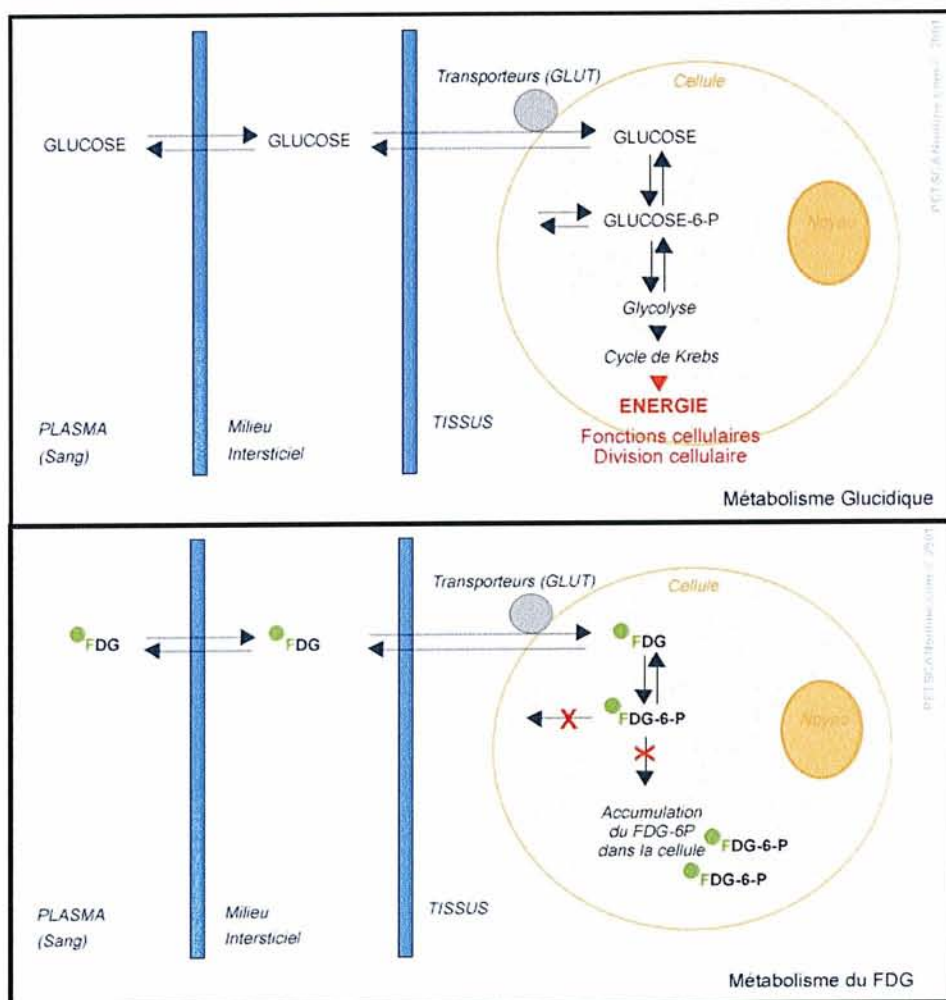 Transporteurs (GLUT)
Cellule
GLUCOSE
GLUCOSE
GLUCOSE
GLUCOSE-6-P
Noyau
Glycolyse
Cycle de Krebs
ENERGIE
Fonctions cellulaires
Division cellulaire
PLASMA
(Sang)
Milieu
Intersticiel
TISSUS
Métabolisme Glucidique
Transporteurs (GLUT)
Cellule
FDG
FDG
FDG
FDG-6-P
Noyau
Accumulation
du FDG-6P
dans la cellule
FDG-6-P
FDG-6-P
PLASMA
(Sang)
Milieu
Intersticiel
TISSUS
Métabolisme du FDG